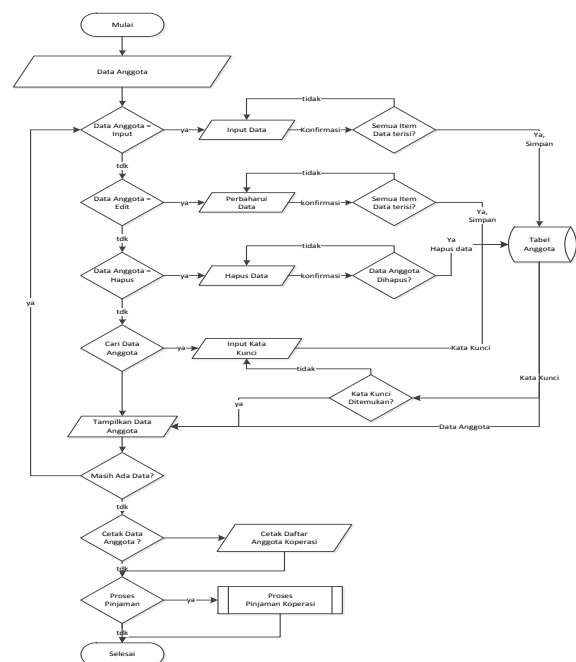 Mulai
Data Anggota
tidak
Data Anggota =
Input
ya
Input Data
Konfirmasi
Semua Item
Data terisi?
Ya,
Simpan
tdk
tidak
Data Anggota =
Edit
ya
Perbaharui
Data
Konfirmasi
Semua Item
Data terisi?
Ya,
Simpan
tdk
tidak
Ya
Hapus data
Tabel
Anggota
Data Anggota =
Hapus
ya
Hapus Data
konfirmasi
Data Anggota
Dihapus?
ya
tdk
Cari Data
Anggota
ya
Input Kata
Kunci
Kata Kunci
tidak
Kata Kunci
Kata Kunci
Ditemukan?
ya
Tampilkan Data
Anggota
Data Anggota
Masih Ada Data?
tdk
Cetak Data
Anggota ?
Cetak Daftar
Anggota Koperasi
tdk
Proses
Pinjaman
ya
Proses
Pinjaman Koperasi
tdk
Selesai